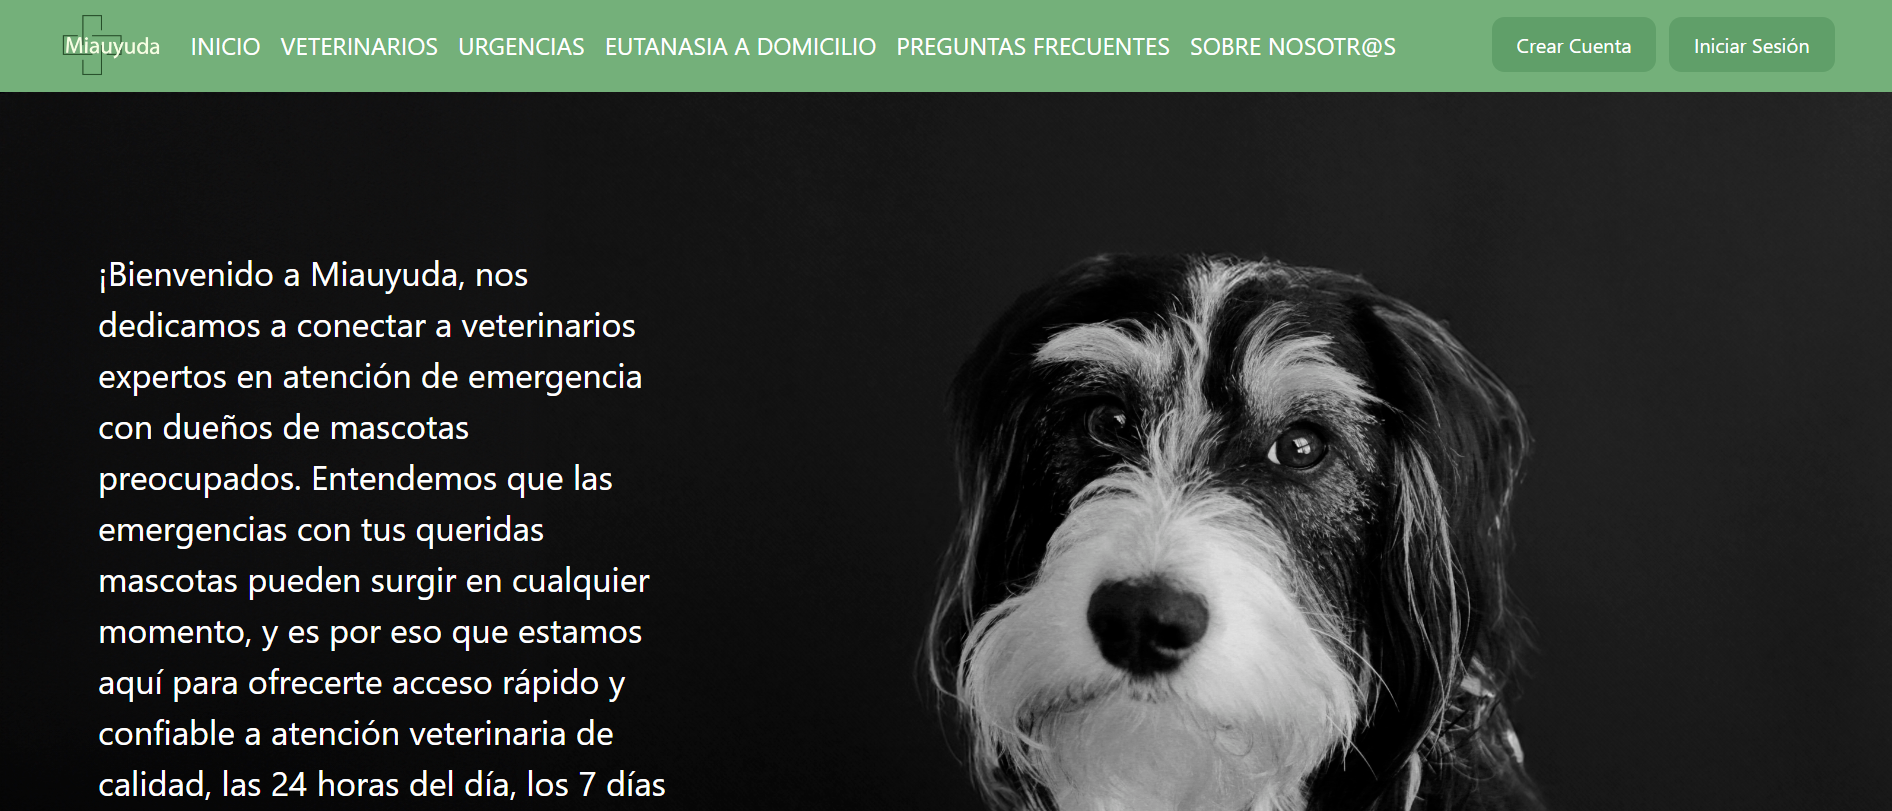 Miauyuda
INICIO VETERINARIOS URGENCIAS EUTANASIA A DOMICILIO PREGUNTAS FRECUENTES SOBRE NOSOTR@S
Crear Cuenta
Iniciar Sesión
¡Bienvenido a Miauyuda, nos
dedicamos a conectar a veterinarios
expertos en atención de emergencia
con dueños de mascotas
preocupados. Entendemos que las
emergencias con tus queridas
mascotas pueden surgir en cualquier
momento, y es por eso que estamos
aquí para ofrecerte acceso rápido y
confiable a atención veterinaria de
calidad, las 24 horas del día, los 7 días